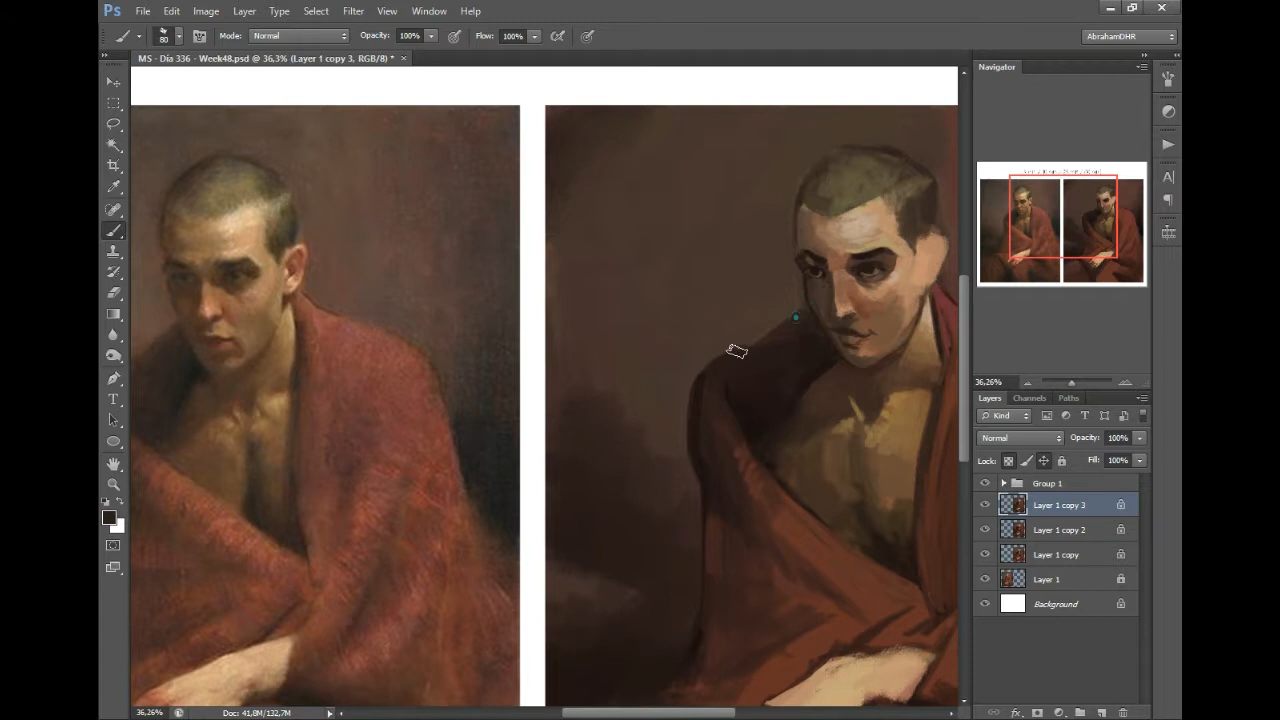 Ps File Edit Image Layer Type Select Filter View Window Help
80 Mode: Normal Opacity: 100% Flow: 100% AbrahamDHR
MS - Dia 336 - Week48.psd @ 36,3% (Layer 1 copy 3, RGB/8) *
Navigator
36,26%
Layers Channels Paths
Kind
Normal Opacity: 100%
Lock: Fill: 100%
Group 1
Layer 1 copy 3
Layer 1 copy 2
Layer 1 copy
Layer 1
Background
36,26% Doc: 41,8M/132,7M